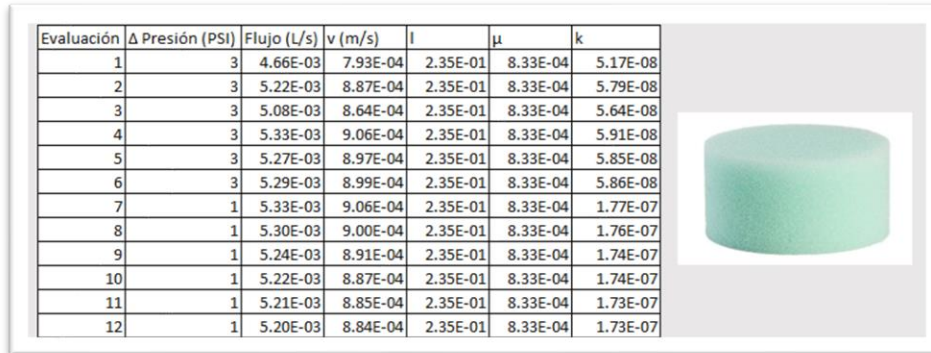 Evaluación Δ Presión (PSI) Flujo (L/s) v (m/s) l μ k
1 3 4.66E-03 7.93E-04 2.35E-01 8.33E-04 5.17E-08
2 3 5.22E-03 8.87E-04 2.35E-01 8.33E-04 5.79E-08
3 3 5.08E-03 8.64E-04 2.35E-01 8.33E-04 5.64E-08
4 3 5.33E-03 9.06E-04 2.35E-01 8.33E-04 5.91E-08
5 3 5.27E-03 8.97E-04 2.35E-01 8.33E-04 5.85E-08
6 3 5.29E-03 8.99E-04 2.35E-01 8.33E-04 5.86E-08
7 1 5.33E-03 9.06E-04 2.35E-01 8.33E-04 1.77E-07
8 1 5.30E-03 9.00E-04 2.35E-01 8.33E-04 1.76E-07
9 1 5.24E-03 8.91E-04 2.35E-01 8.33E-04 1.74E-07
10 1 5.22E-03 8.87E-04 2.35E-01 8.33E-04 1.74E-07
11 1 5.21E-03 8.85E-04 2.35E-01 8.33E-04 1.73E-07
12 1 5.20E-03 8.84E-04 2.35E-01 8.33E-04 1.73E-07